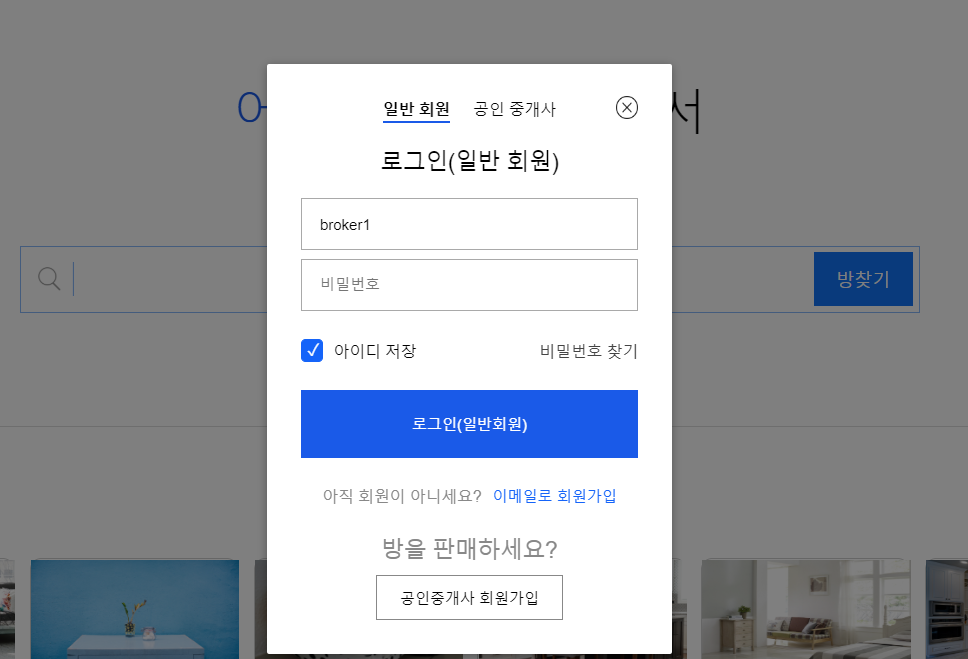 일반 회원 공인 중개사
로그인(일반 회원)
broker1
비밀번호
방찾기
아이디 저장 비밀번호 찾기
로그인(일반회원)
아직 회원이 아니세요? 이메일로 회원가입
방을 판매하세요?
공인중개사 회원가입